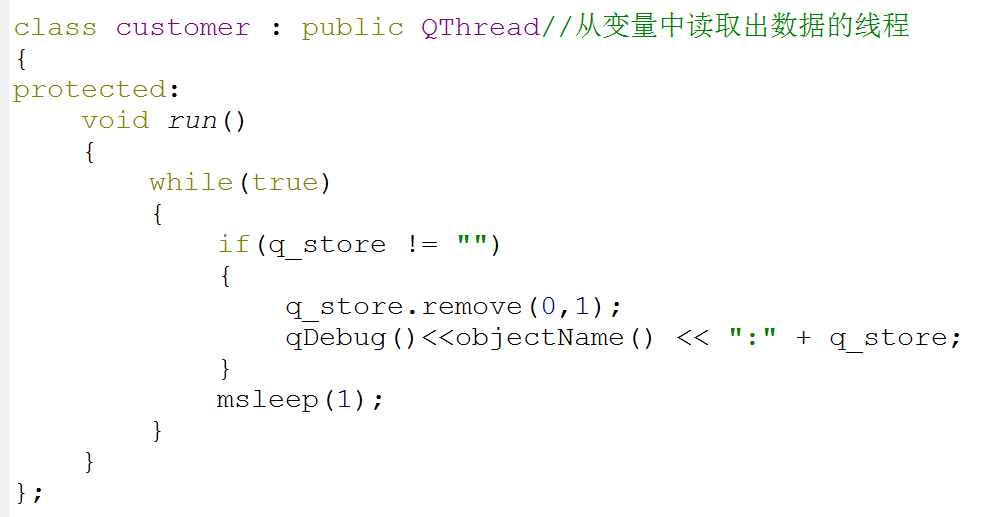 class customer : public QThread//从变量中读取出数据的线程
{
protected:
    void run()
    {
        while(true)
        {
            if(q_store != "")
            {
                q_store.remove(0,1);
                qDebug()<<objectName() << ":" + q_store;
            }
            msleep(1);
        }
    }
};